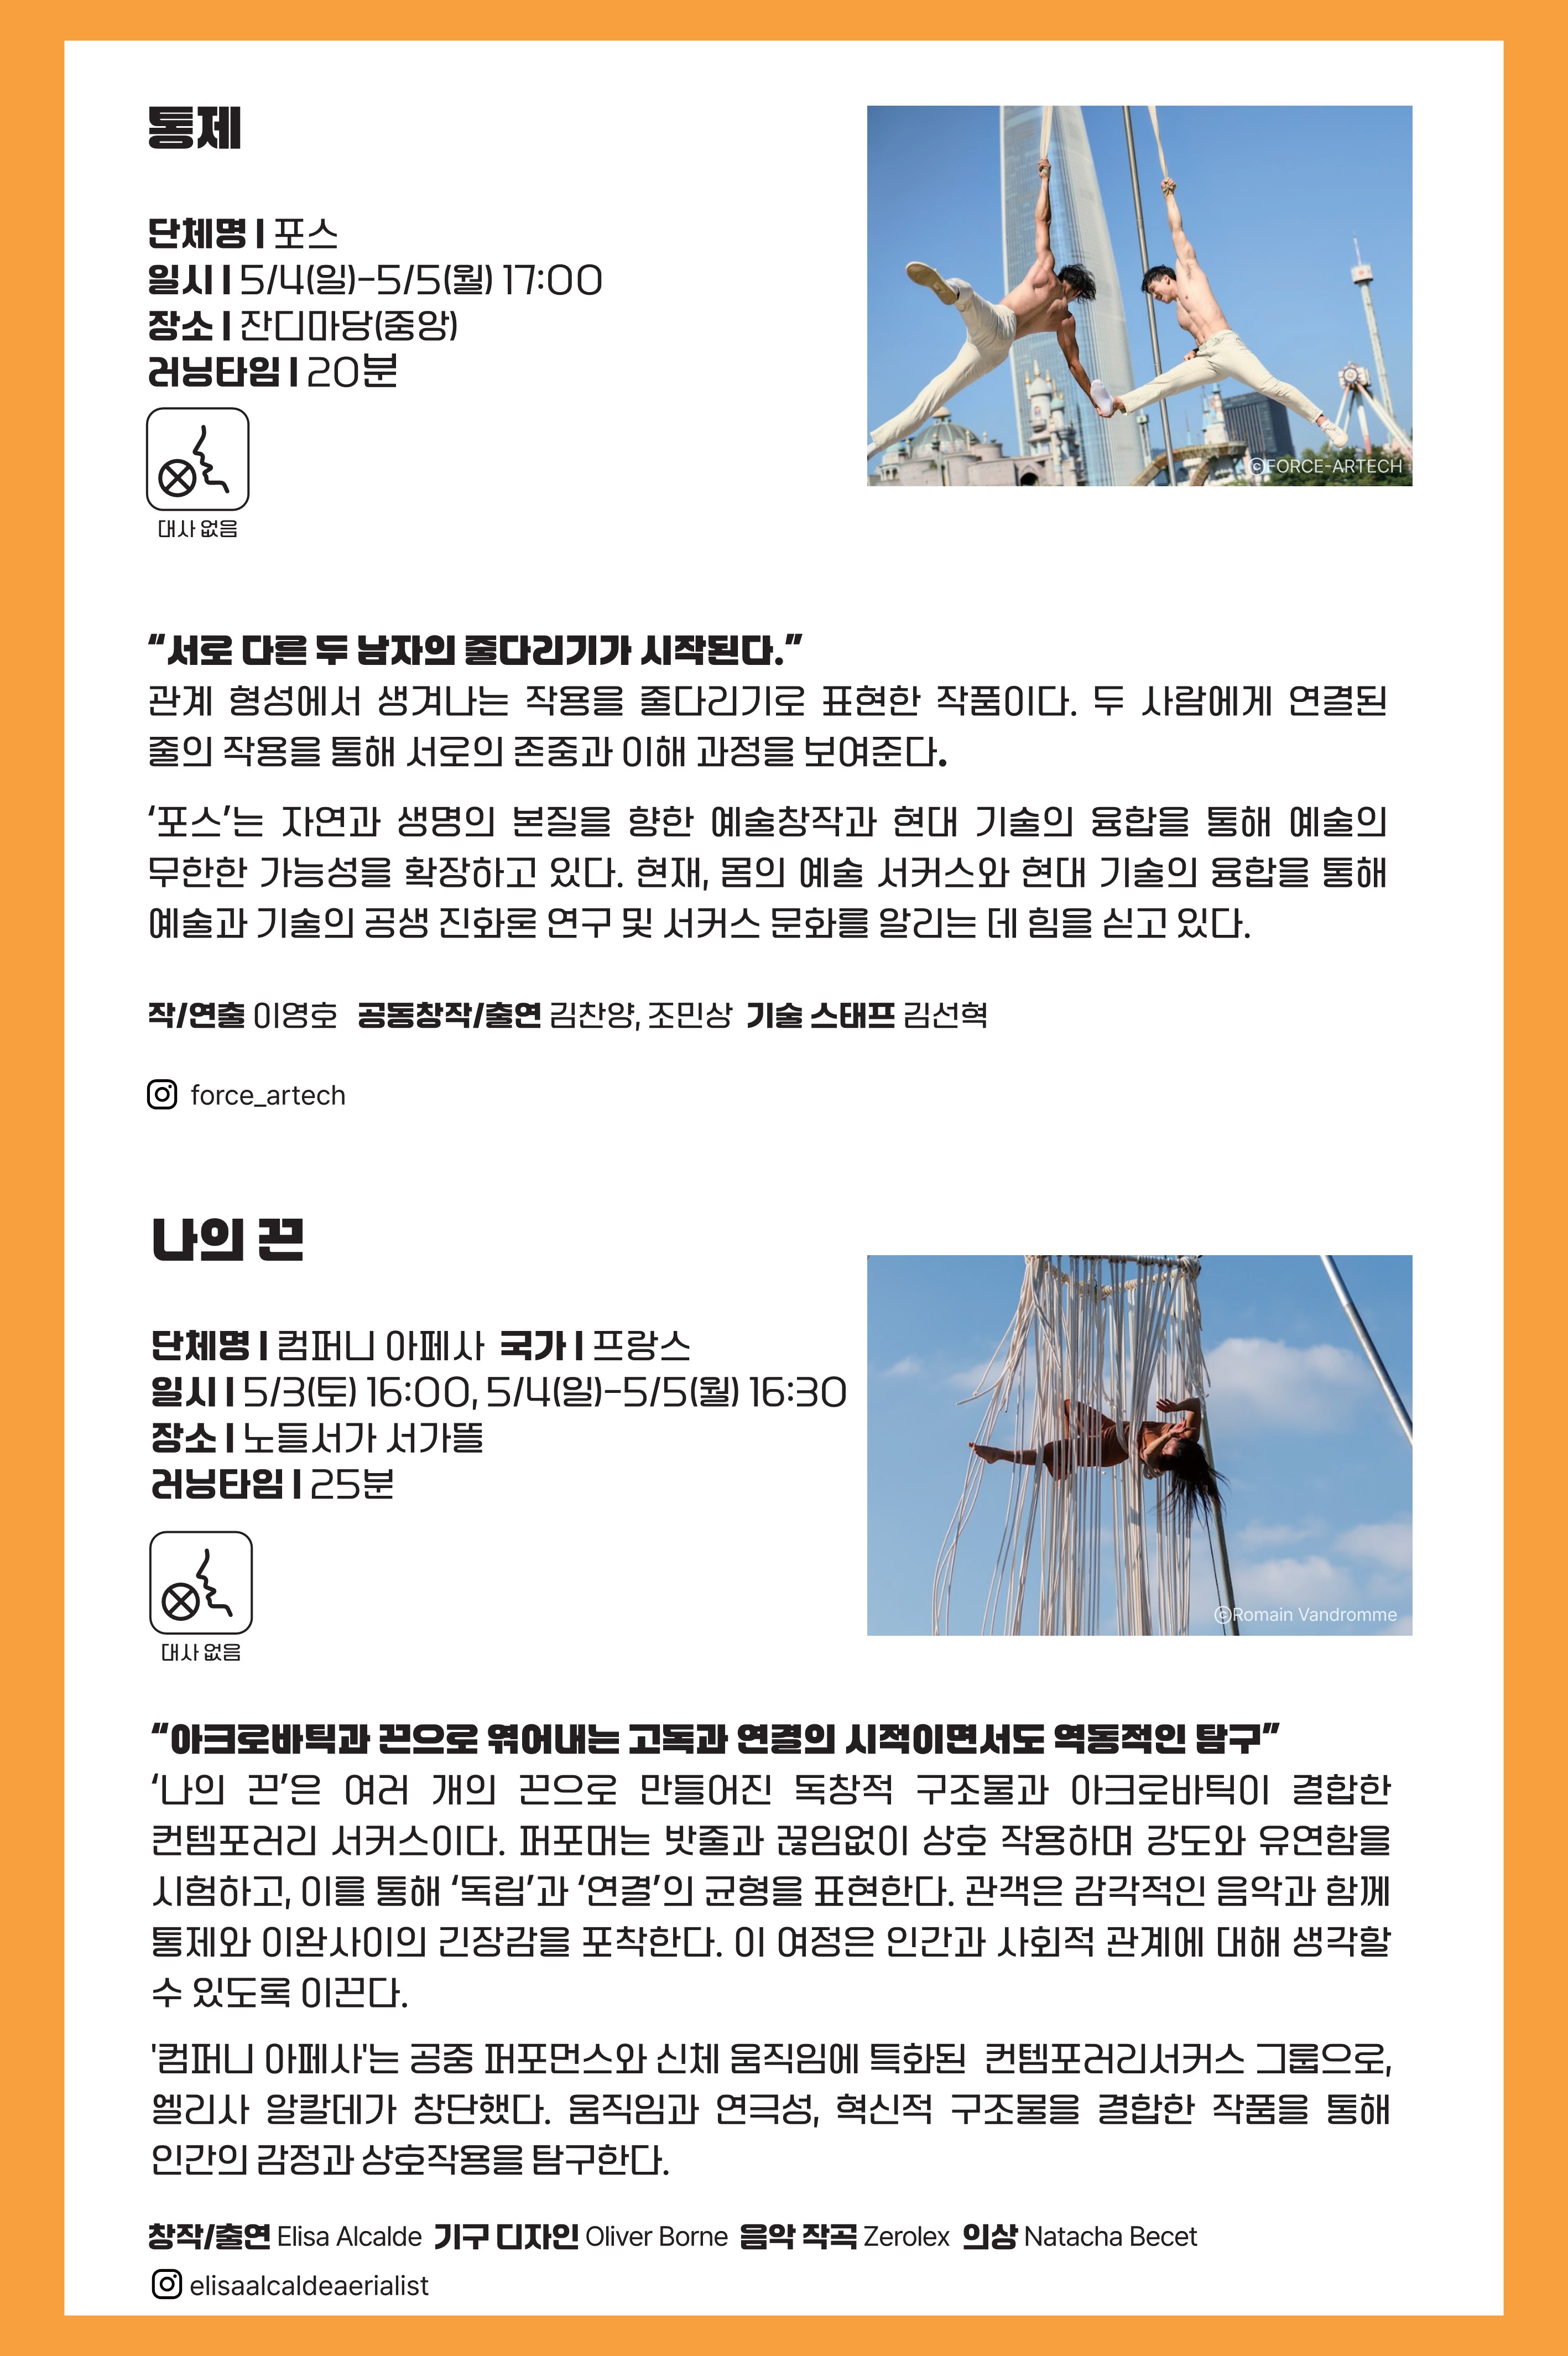 통제
단체명 | 포스
일시 | 5/4(일)-5/5(월) 17:00
장소 | 잔디마당(중앙)
러닝타임 | 20분
대사 없음
ⓒFORCE-ARTECH
“서로 다른 두 남자의 줄다리기가 시작된다.”
관계 형성에서 생겨나는 작용을 줄다리기로 표현한 작품이다. 두 사람에게 연결된
줄의 작용을 통해 서로의 존중과 이해 과정을 보여준다.
‘포스’는 자연과 생명의 본질을 향한 예술창작과 현대 기술의 융합을 통해 예술의
무한한 가능성을 확장하고 있다. 현재, 몸의 예술 서커스와 현대 기술의 융합을 통해
예술과 기술의 공생 진화론 연구 및 서커스 문화를 알리는 데 힘을 싣고 있다.
작/연출 이영호 공동창작/출연 김찬양, 조민상 기술 스태프 김선혁
force_artech
나의 끈
단체명 | 컴퍼니 아페사 국가 | 프랑스
일시 | 5/3(토) 16:00, 5/4(일)-5/5(월) 16:30
장소 | 노들서가 서가뜰
러닝타임 | 25분
대사 없음
ⓒRomain Vandromme
“아크로바틱과 끈으로 엮어내는 고독과 연결의 시적이면서도 역동적인 탐구”
‘나의 끈’은 여러 개의 끈으로 만들어진 독창적 구조물과 아크로바틱이 결합한
컨템포러리 서커스이다. 퍼포머는 밧줄과 끊임없이 상호 작용하며 강도와 유연함을
시험하고, 이를 통해 ‘독립’과 ‘연결’의 균형을 표현한다. 관객은 감각적인 음악과 함께
통제와 이완사이의 긴장감을 포착한다. 이 여정은 인간과 사회적 관계에 대해 생각할
수 있도록 이끈다.
'컴퍼니 아페사'는 공중 퍼포먼스와 신체 움직임에 특화된 컨템포러리서커스 그룹으로,
엘리사 알칼데가 창단했다. 움직임과 연극성, 혁신적 구조물을 결합한 작품을 통해
인간의 감정과 상호작용을 탐구한다.
창작/출연 Elisa Alcalde 기구 디자인 Oliver Borne 음악 작곡 Zerolex 의상 Natacha Becet
elisaalcaldeaerialist